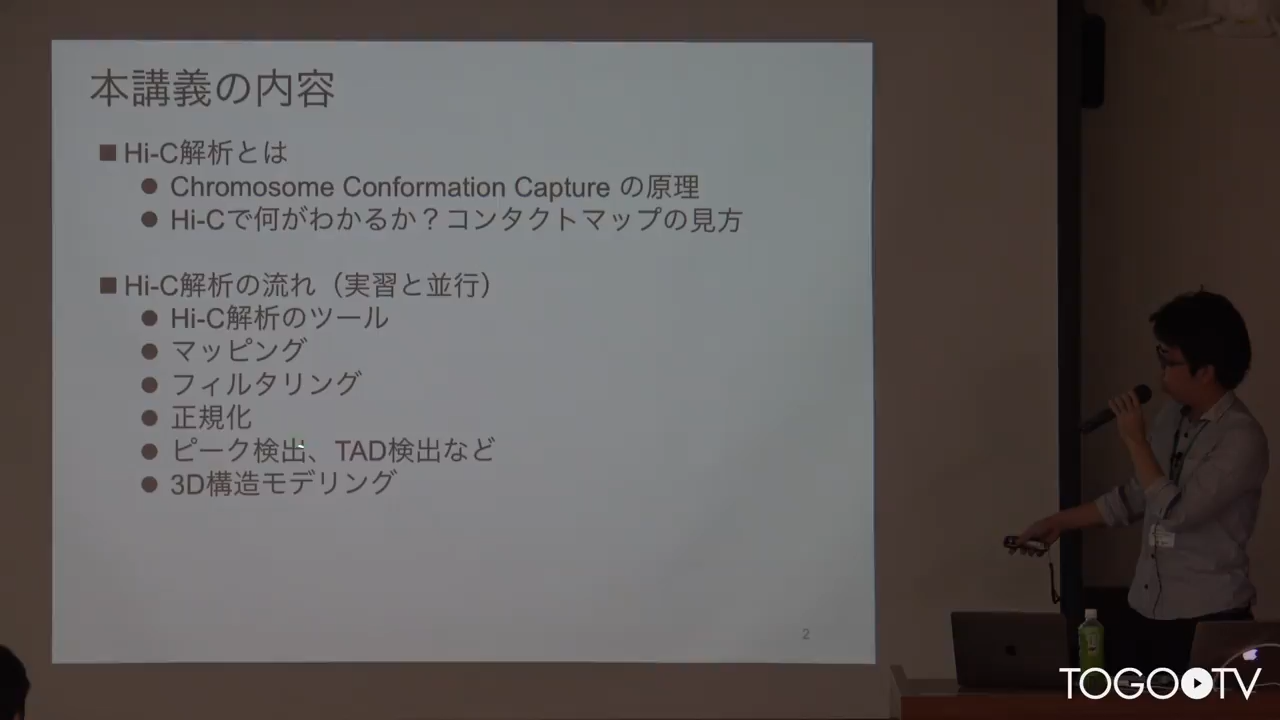 本講義の内容
■ Hi-C解析とは
● Chromosome Conformation Capture の原理
● Hi-Cで何がわかるか？コンタクトマップの見方
■ Hi-C解析の流れ（実習と並行）
● Hi-C解析のツール
● マッピング
● フィルタリング
● 正規化
● ピーク検出、TAD検出など
● 3D構造モデリング
2
TOGOTV